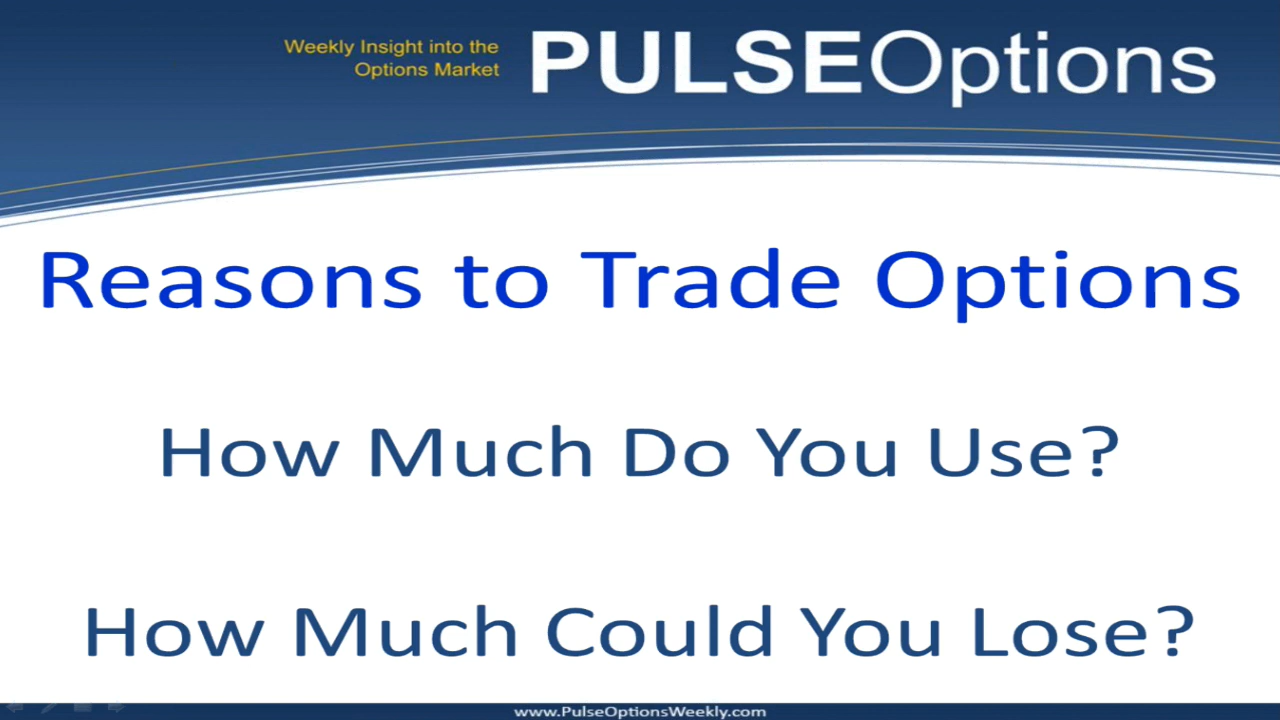 Weekly Insight into the
Options Market
PULSEOptions
Reasons to Trade Options
How Much Do You Use?
How Much Could You Lose?
www.PulseOptionsWeekly.com